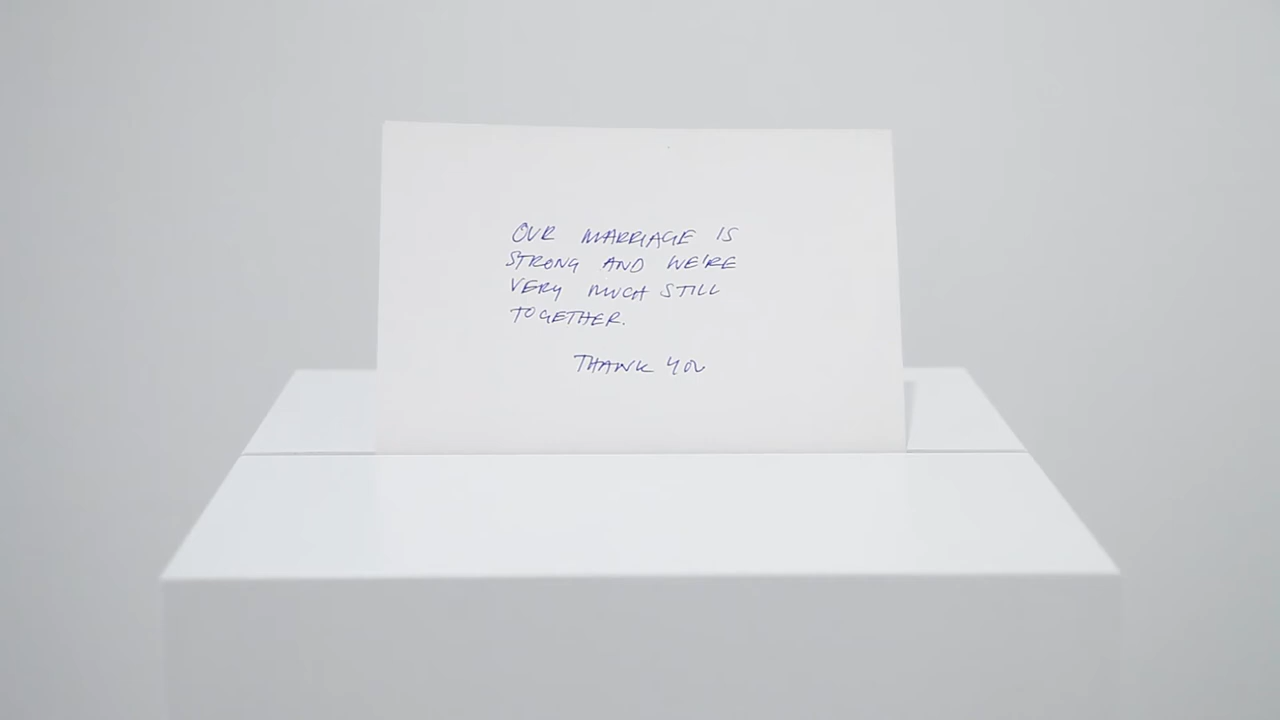 OUR MARRIAGE IS
STRONG AND WE'RE
VERY MUCH STILL
TOGETHER.
THANK YOU